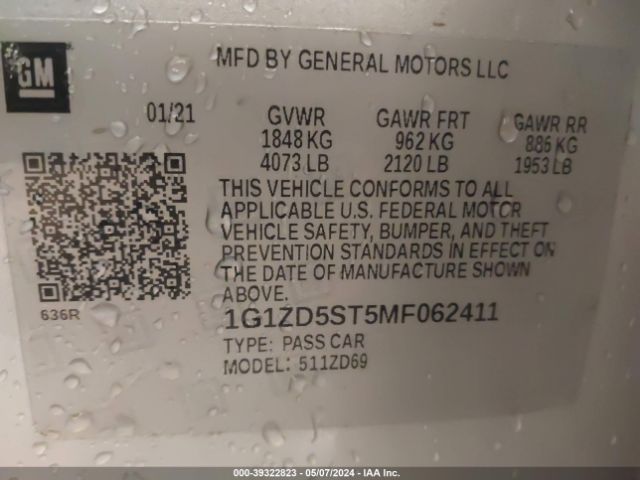 GM
MFD BY GENERAL MOTORS LLC
01/21 GVWR GAWR FRT GAWR RR
1848 KG 962 KG 886 KG
4073 LB 2120 LB 1953 LB
THIS VEHICLE CONFORMS TO ALL
APPLICABLE U.S. FEDERAL MOTOR
VEHICLE SAFETY, BUMPER, AND THEFT
PREVENTION STANDARDS IN EFFECT ON
THE DATE OF MANUFACTURE SHOWN
ABOVE.
636R
1G1ZD5ST5MF062411
TYPE: PASS CAR
MODEL: 511ZD69
000-39322823 - 05/07/2024 - IAA Inc.